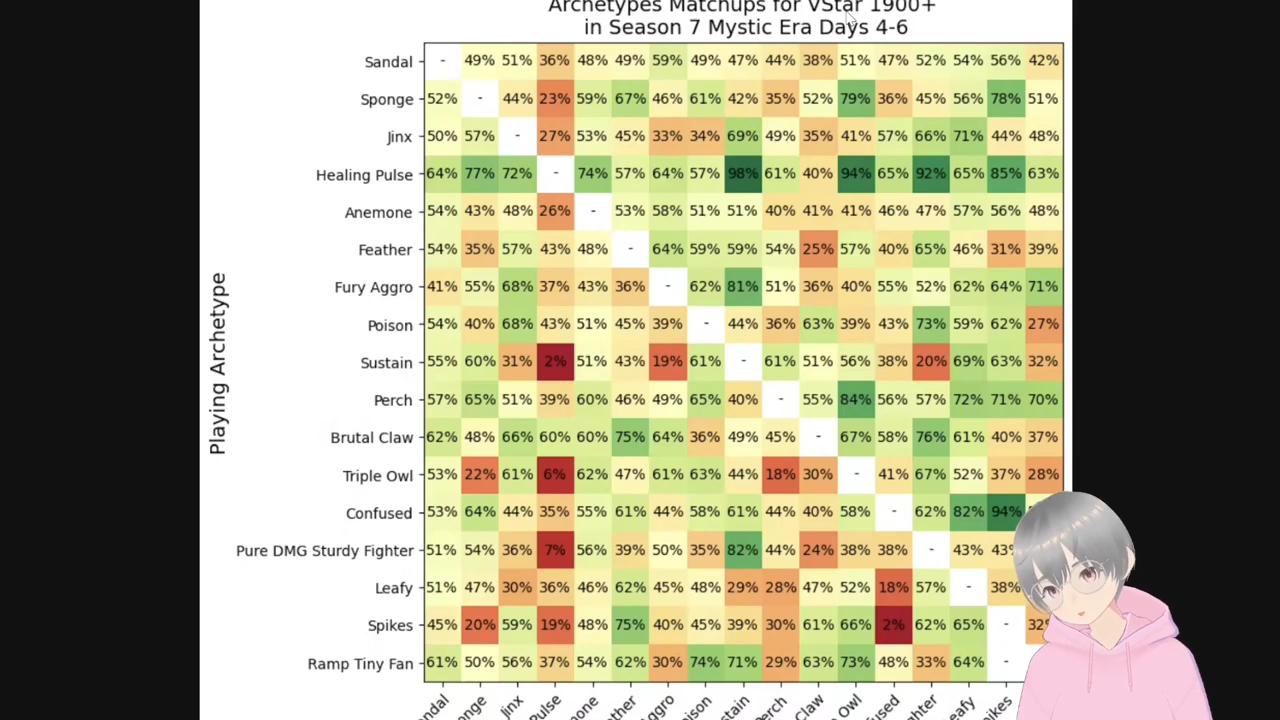 Archetypes Matchups for VStar 1900+
in Season 7 Mystic Era Days 4-6
Playing Archetype
Sandal - 49% 51% 36% 48% 49% 59% 49% 47% 44% 38% 51% 47% 52% 54% 56% 42%
Sponge 52% - 44% 23% 59% 67% 46% 61% 42% 35% 52% 79% 36% 45% 56% 78% 51%
Jinx 50% 57% - 27% 53% 45% 33% 34% 69% 49% 35% 41% 57% 66% 71% 44% 48%
Healing Pulse 64% 77% 72% - 74% 57% 64% 57% 98% 61% 40% 94% 65% 92% 65% 85% 63%
Anemone 54% 43% 48% 26% - 53% 58% 51% 51% 40% 41% 41% 46% 47% 57% 56% 48%
Feather 54% 35% 57% 43% 48% - 64% 59% 59% 54% 25% 57% 40% 65% 46% 31% 39%
Fury Aggro 41% 55% 68% 37% 43% 36% - 62% 81% 51% 36% 40% 55% 52% 62% 64% 71%
Poison 54% 40% 68% 43% 51% 45% 39% - 44% 36% 63% 39% 43% 73% 59% 62% 27%
Sustain 55% 60% 31% 2% 51% 43% 19% 61% - 61% 51% 56% 38% 20% 69% 63% 32%
Perch 57% 65% 51% 39% 60% 46% 49% 65% 40% - 55% 84% 56% 57% 72% 71% 70%
Brutal Claw 62% 48% 66% 60% 60% 75% 64% 36% 49% 45% - 67% 58% 76% 61% 40% 37%
Triple Owl 53% 22% 61% 6% 62% 47% 61% 63% 44% 18% 30% - 41% 67% 52% 37% 28%
Confused 53% 64% 44% 35% 55% 61% 44% 58% 61% 44% 40% 58% - 62% 82% 94%
Pure DMG Sturdy Fighter 51% 54% 36% 7% 56% 39% 50% 35% 82% 44% 24% 38% 38% - 43% 43%
Leafy 51% 47% 30% 36% 46% 62% 45% 48% 29% 28% 47% 52% 18% 57% - 38%
Spikes 45% 20% 59% 19% 48% 75% 40% 45% 39% 30% 61% 66% 2% 62% 65% - 32%
Ramp Tiny Fan 61% 50% 56% 37% 54% 62% 30% 74% 71% 29% 63% 73% 48% 33% 64% -
ndal onge Jinx Pulse none ther Aggro ison stain Perch Claw Owl fused ghter Leafy ikes